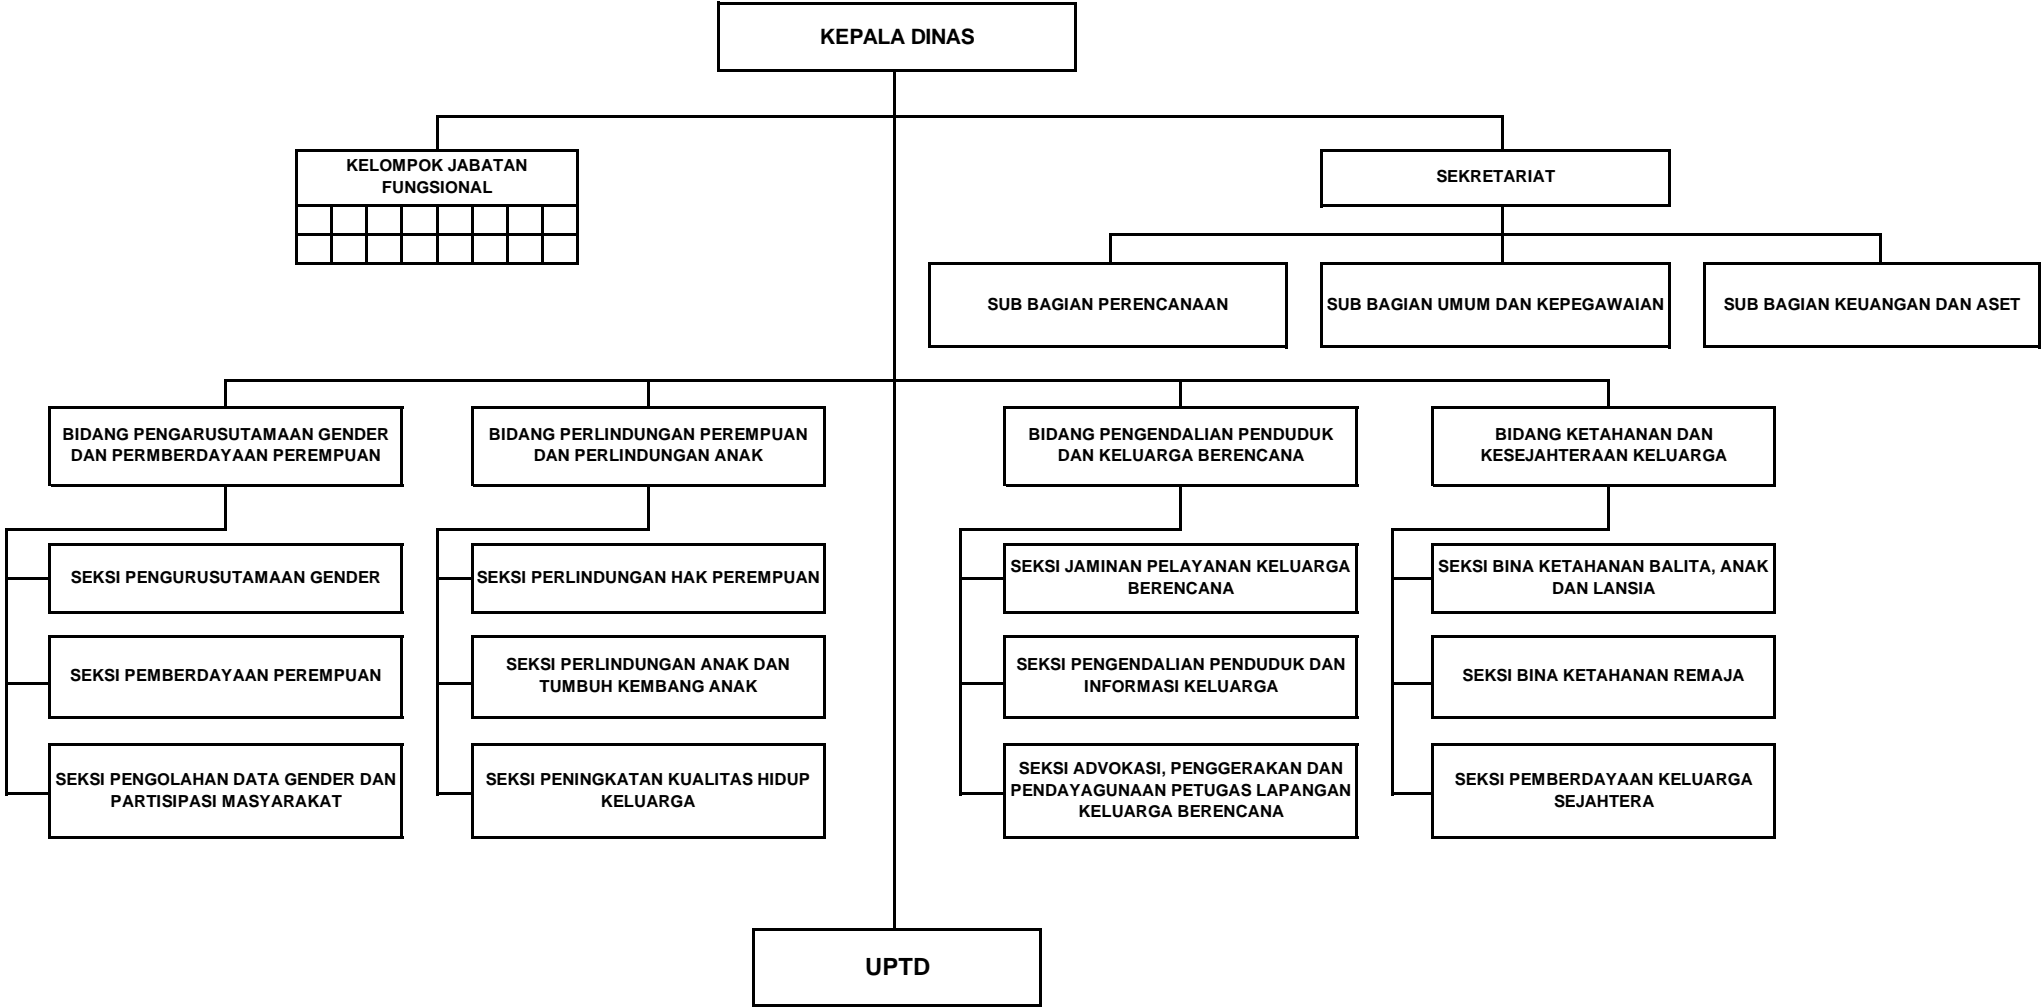 KEPALA DINAS
KELOMPOK JABATAN
FUNGSIONAL
SEKRETARIAT
SUB BAGIAN PERENCANAAN
SUB BAGIAN UMUM DAN KEPEGAWAIAN
SUB BAGIAN KEUANGAN DAN ASET
BIDANG PENGARUSUTAMAAN GENDER
DAN PERMBERDAYAAN PEREMPUAN
BIDANG PERLINDUNGAN PEREMPUAN
DAN PERLINDUNGAN ANAK
BIDANG PENGENDALIAN PENDUDUK
DAN KELUARGA BERENCANA
BIDANG KETAHANAN DAN
KESEJAHTERAAN KELUARGA
SEKSI PENGURUSUTAMAAN GENDER
SEKSI PERLINDUNGAN HAK PEREMPUAN
SEKSI JAMINAN PELAYANAN KELUARGA
BERENCANA
SEKSI BINA KETAHANAN BALITA, ANAK
DAN LANSIA
SEKSI PEMBERDAYAAN PEREMPUAN
SEKSI PERLINDUNGAN ANAK DAN
TUMBUH KEMBANG ANAK
SEKSI PENGENDALIAN PENDUDUK DAN
INFORMASI KELUARGA
SEKSI BINA KETAHANAN REMAJA
SEKSI PENGOLAHAN DATA GENDER DAN
PARTISIPASI MASYARAKAT
SEKSI PENINGKATAN KUALITAS HIDUP
KELUARGA
SEKSI ADVOKASI, PENGGERAKAN DAN
PENDAYAGUNAAN PETUGAS LAPANGAN
KELUARGA BERENCANA
SEKSI PEMBERDAYAAN KELUARGA
SEJAHTERA
UPTD